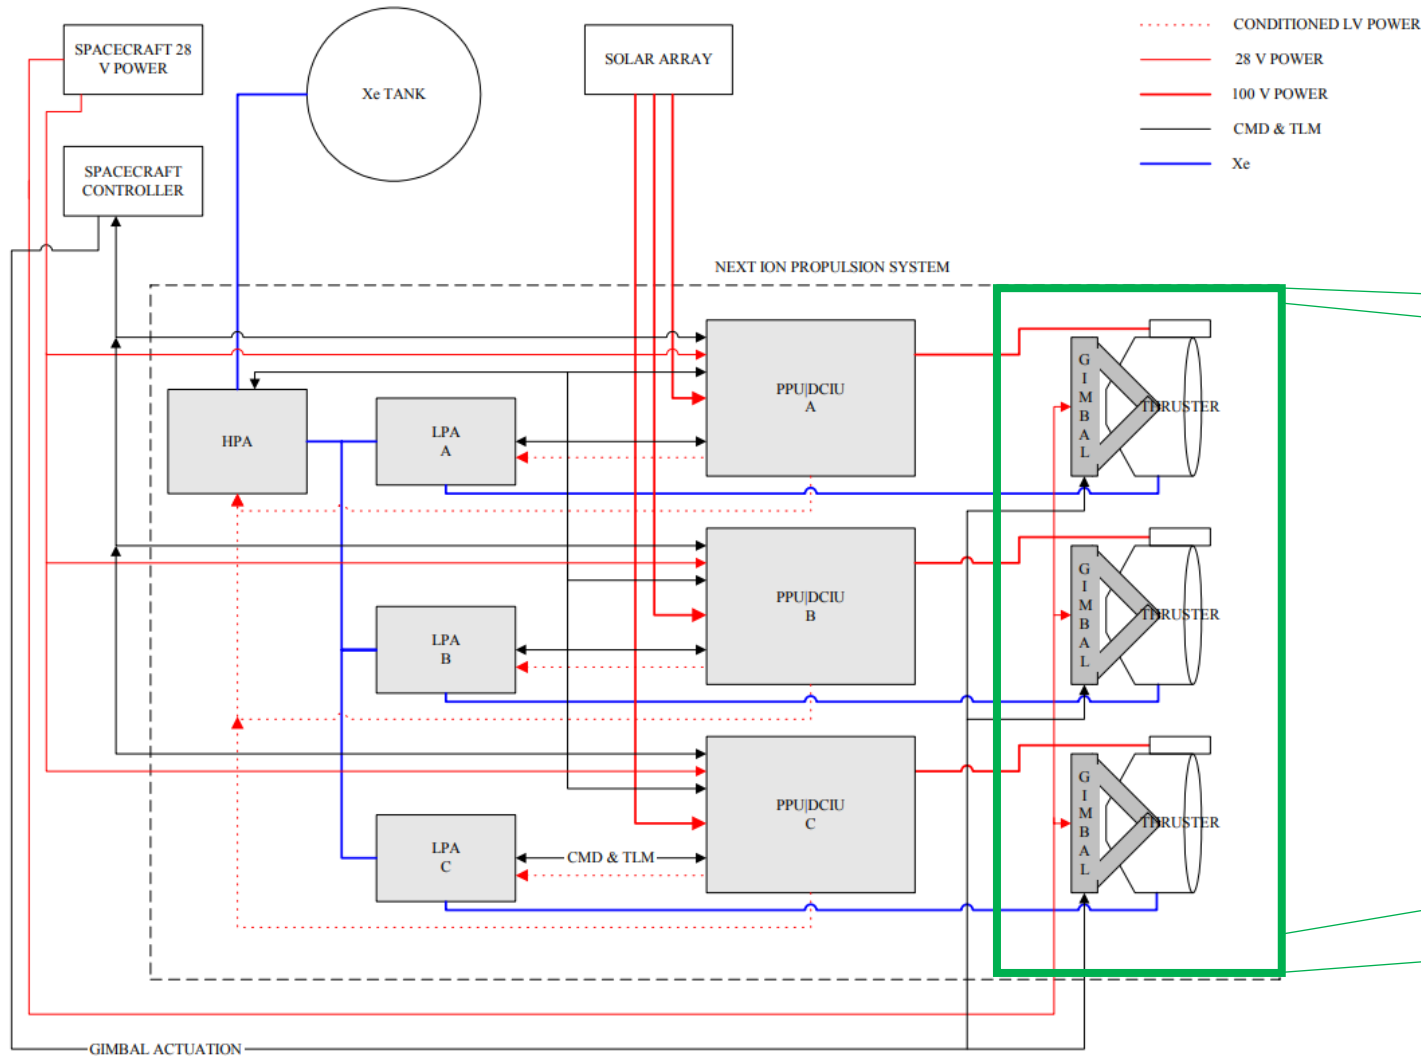 SPACECRAFT 28
V POWER
Xe TANK
SOLAR ARRAY
CONDITIONED LV POWER
28 V POWER
100 V POWER
CMD & TLM
Xe
SPACECRAFT
CONTROLLER
NEXT ION PROPULSION SYSTEM
HPA
LPA
A
PPU|DCIU
A
GIMBAL
THRUSTER
LPA
B
PPU|DCIU
B
GIMBAL
THRUSTER
LPA
C
CMD & TLM
PPU|DCIU
C
GIMBAL
THRUSTER
GIMBAL ACTUATION